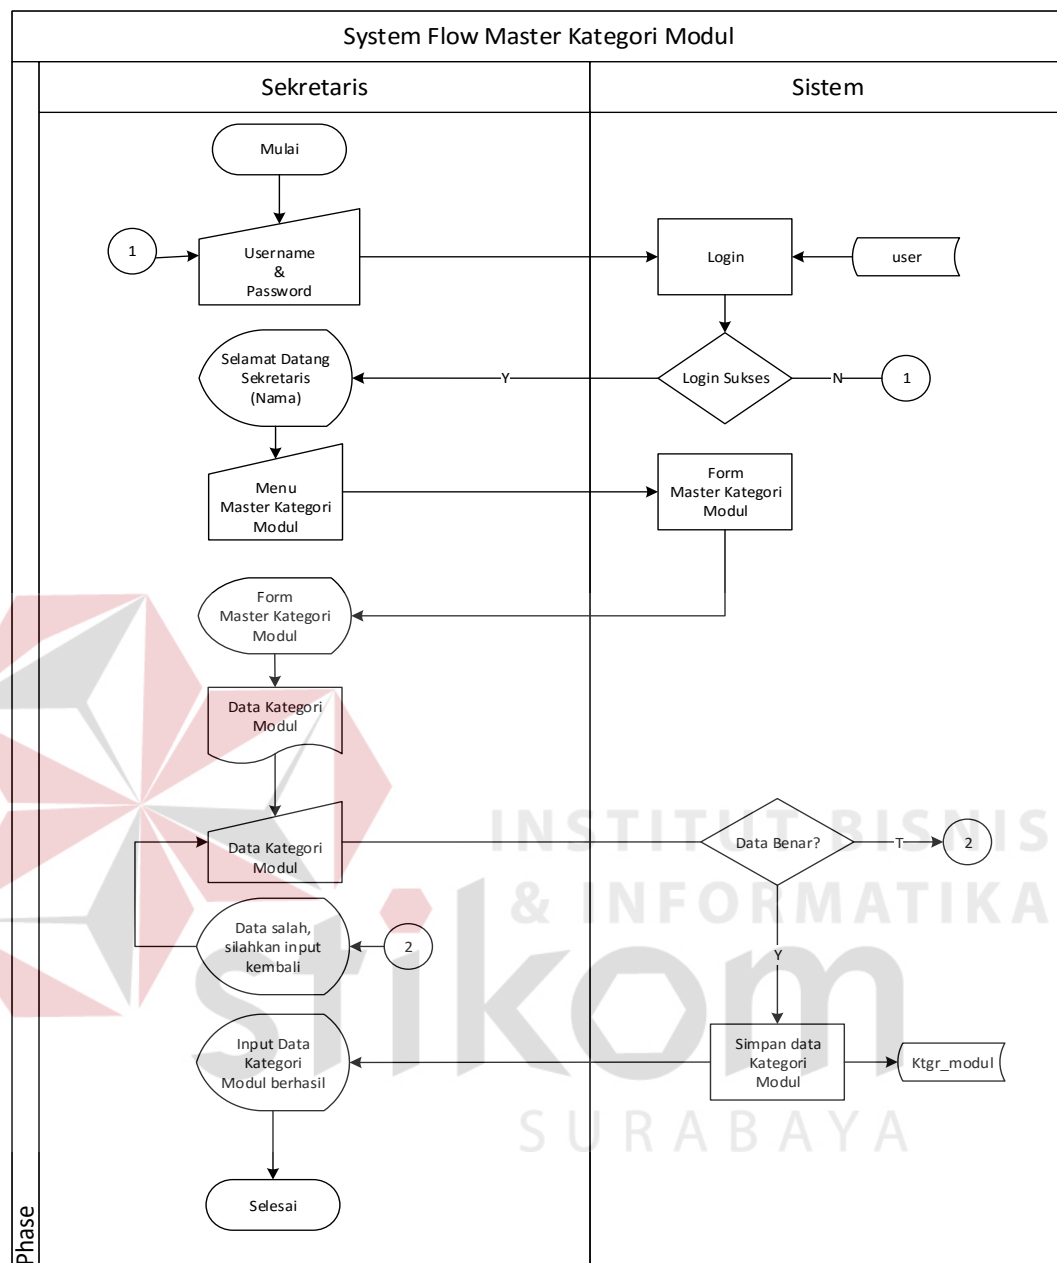 System Flow Master Kategori Modul
Sekretaris
Sistem
Mulai
1
Username
&
Password
Login
user
Selamat Datang
Sekretaris
(Nama)
Y
Login Sukses
N
1
Menu
Master Kategori
Modul
Form
Master Kategori
Modul
Form
Master Kategori
Modul
Data Kategori
Modul
Data Kategori
Modul
Data Benar?
T
2
Data salah,
silahkan input
kembali
2
Y
Input Data
Kategori
Modul berhasil
Simpan data
Kategori
Modul
Ktgr_modul
Selesai
Phase
INSTITUT BISNIS
& INFORMATIKA
stikom
SURABAYA